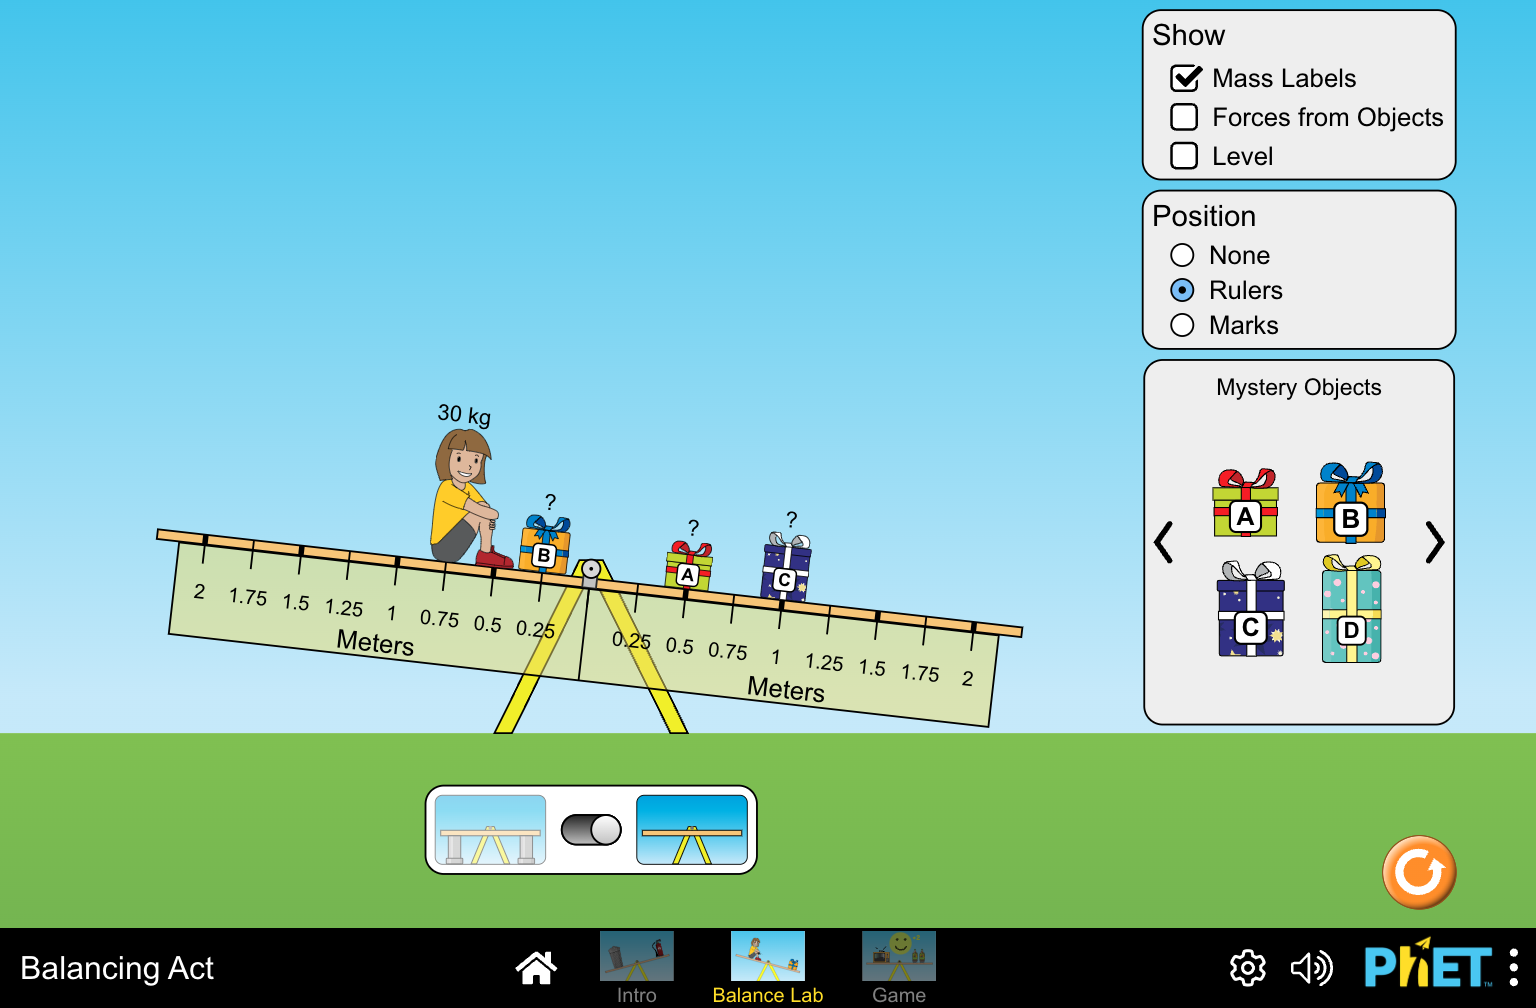 Show
Mass Labels
Forces from Objects
Level
Position
None
Rulers
Marks
Mystery Objects
A
B
C
D
30 kg
?
?
?
B
A
C
2 1.75 1.5 1.25 1 0.75 0.5 0.25
Meters
0.25 0.5 0.75 1 1.25 1.5 1.75 2
Meters
Balancing Act
Intro
Balance Lab
Game
PhET
TM